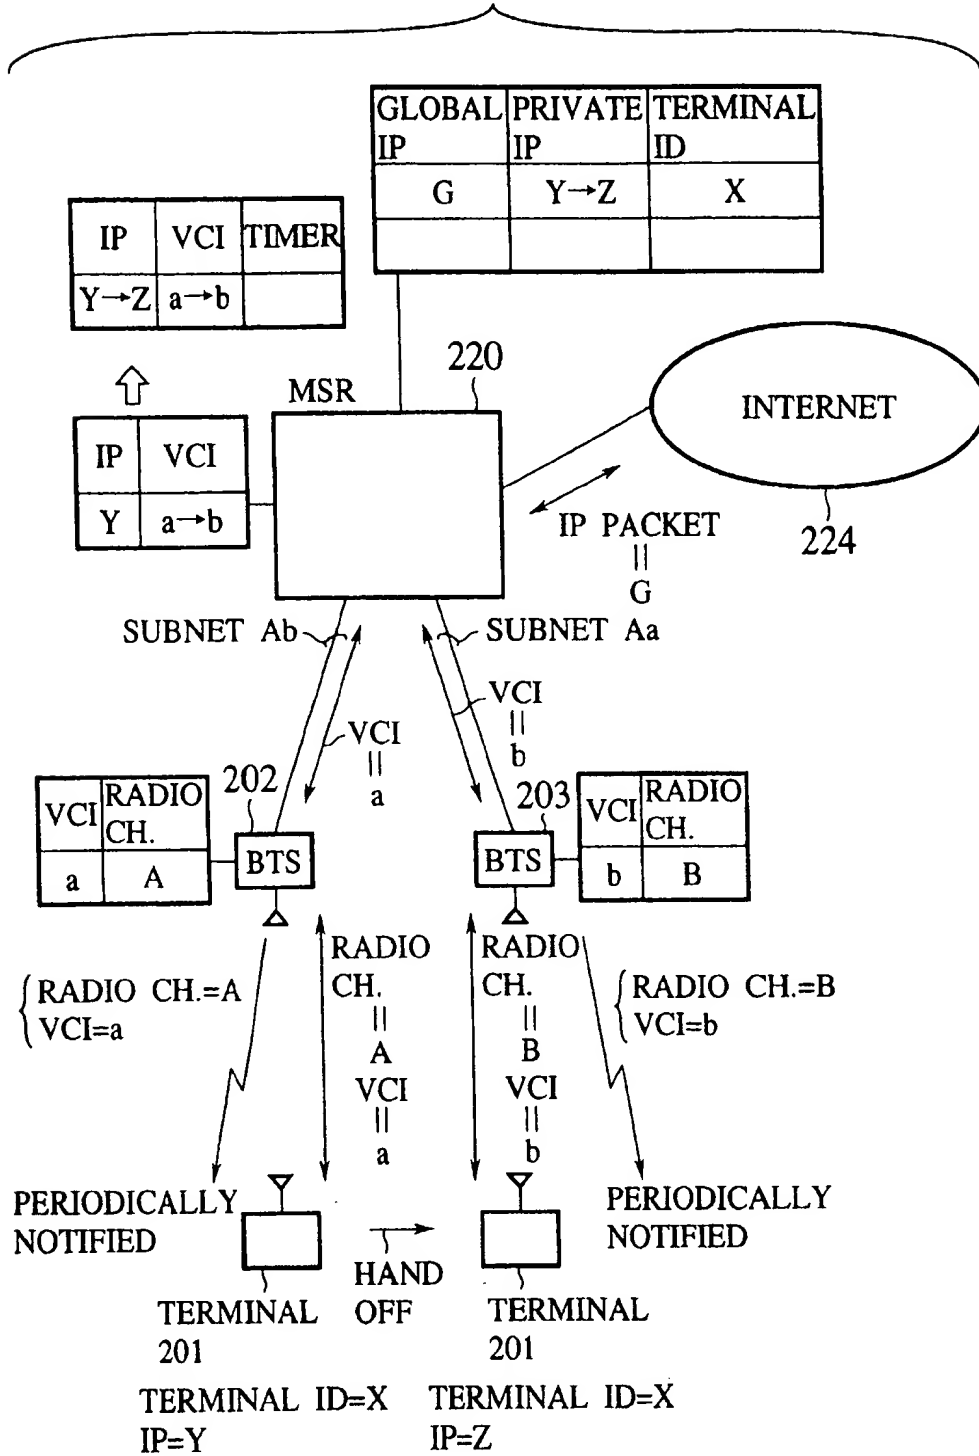 GLOBAL IP
PRIVATE IP
TERMINAL ID
G
Y→Z
X
IP
VCI
TIMER
Y→Z
a→b
220
MSR
INTERNET
IP
VCI
Y
a→b
IP PACKET
||
G
224
SUBNET Ab
SUBNET Aa
VCI
||
a
VCI
||
b
202
203
VCI
RADIO CH.
a
A
BTS
BTS
VCI
RADIO CH.
b
B
RADIO CH.=A
VCI=a
RADIO
CH.
||
A
VCI
||
a
RADIO
CH.
||
B
VCI
||
b
RADIO CH.=B
VCI=b
PERIODICALLY
NOTIFIED
PERIODICALLY
NOTIFIED
HAND
OFF
TERMINAL
201
TERMINAL
201
TERMINAL ID=X
IP=Y
TERMINAL ID=X
IP=Z